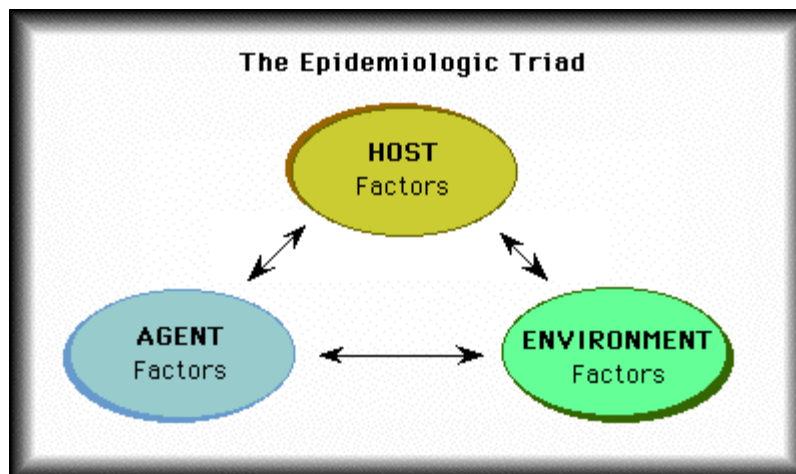 The Epidemiologic Triad
HOST
Factors
AGENT
Factors
ENVIRONMENT
Factors